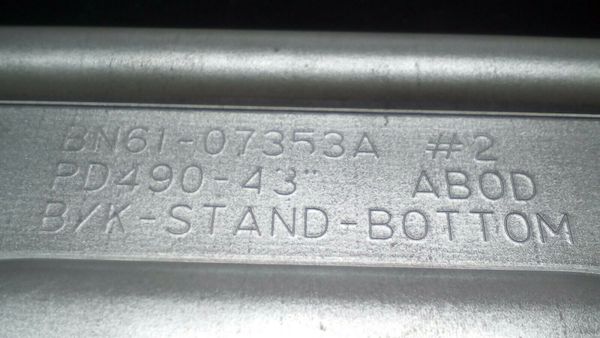 BN61-07353A #2
PD490-43" ABOD
B/K-STAND-BOTTOM